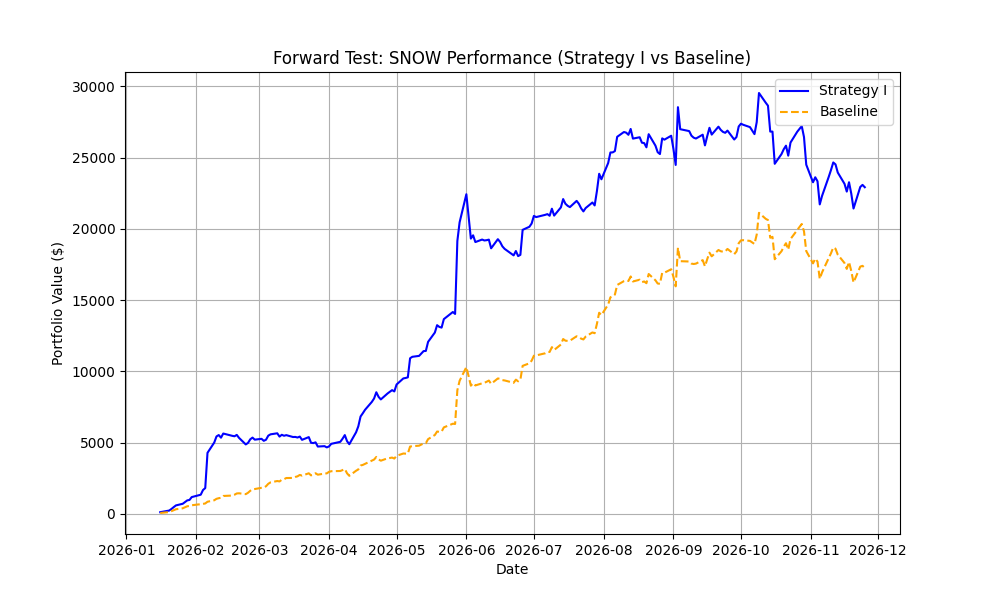 Forward Test: SNOW Performance (Strategy I vs Baseline)
Strategy I
Baseline
Portfolio Value ($)
30000
25000
20000
15000
10000
5000
0
2026-01 2026-02 2026-03 2026-04 2026-05 2026-06 2026-07 2026-08 2026-09 2026-10 2026-11 2026-12
Date